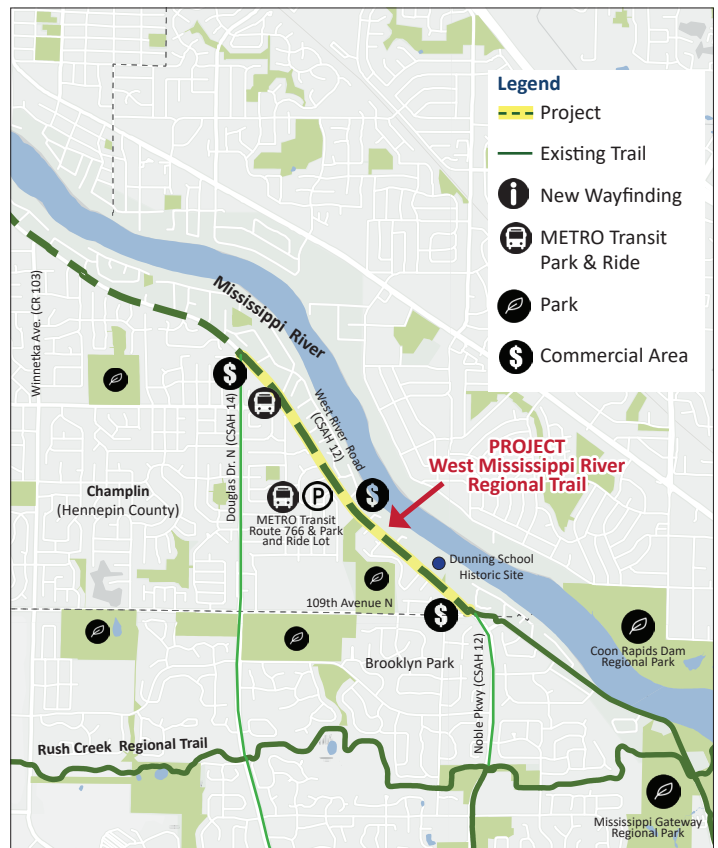 Legend
Project
Existing Trail
New Wayfinding
METRO Transit
Park & Ride
Park
$
Commercial Area
Mississippi River
Winnetka Ave. (CR 103)
$
West River Road
(CSAH 12)
Douglas Dr. N (CSAH 14)
PROJECT
West Mississippi River
Regional Trail
Champlin
(Hennepin County)
P
$
METRO Transit
Route 766 & Park
and Ride Lot
Dunning School
Historic Site
109th Avenue N
$
Coon Rapids Dam
Regional Park
Brooklyn Park
Noble Pkwy (CSAH 12)
Rush Creek Regional Trail
Mississippi Gateway
Regional Park